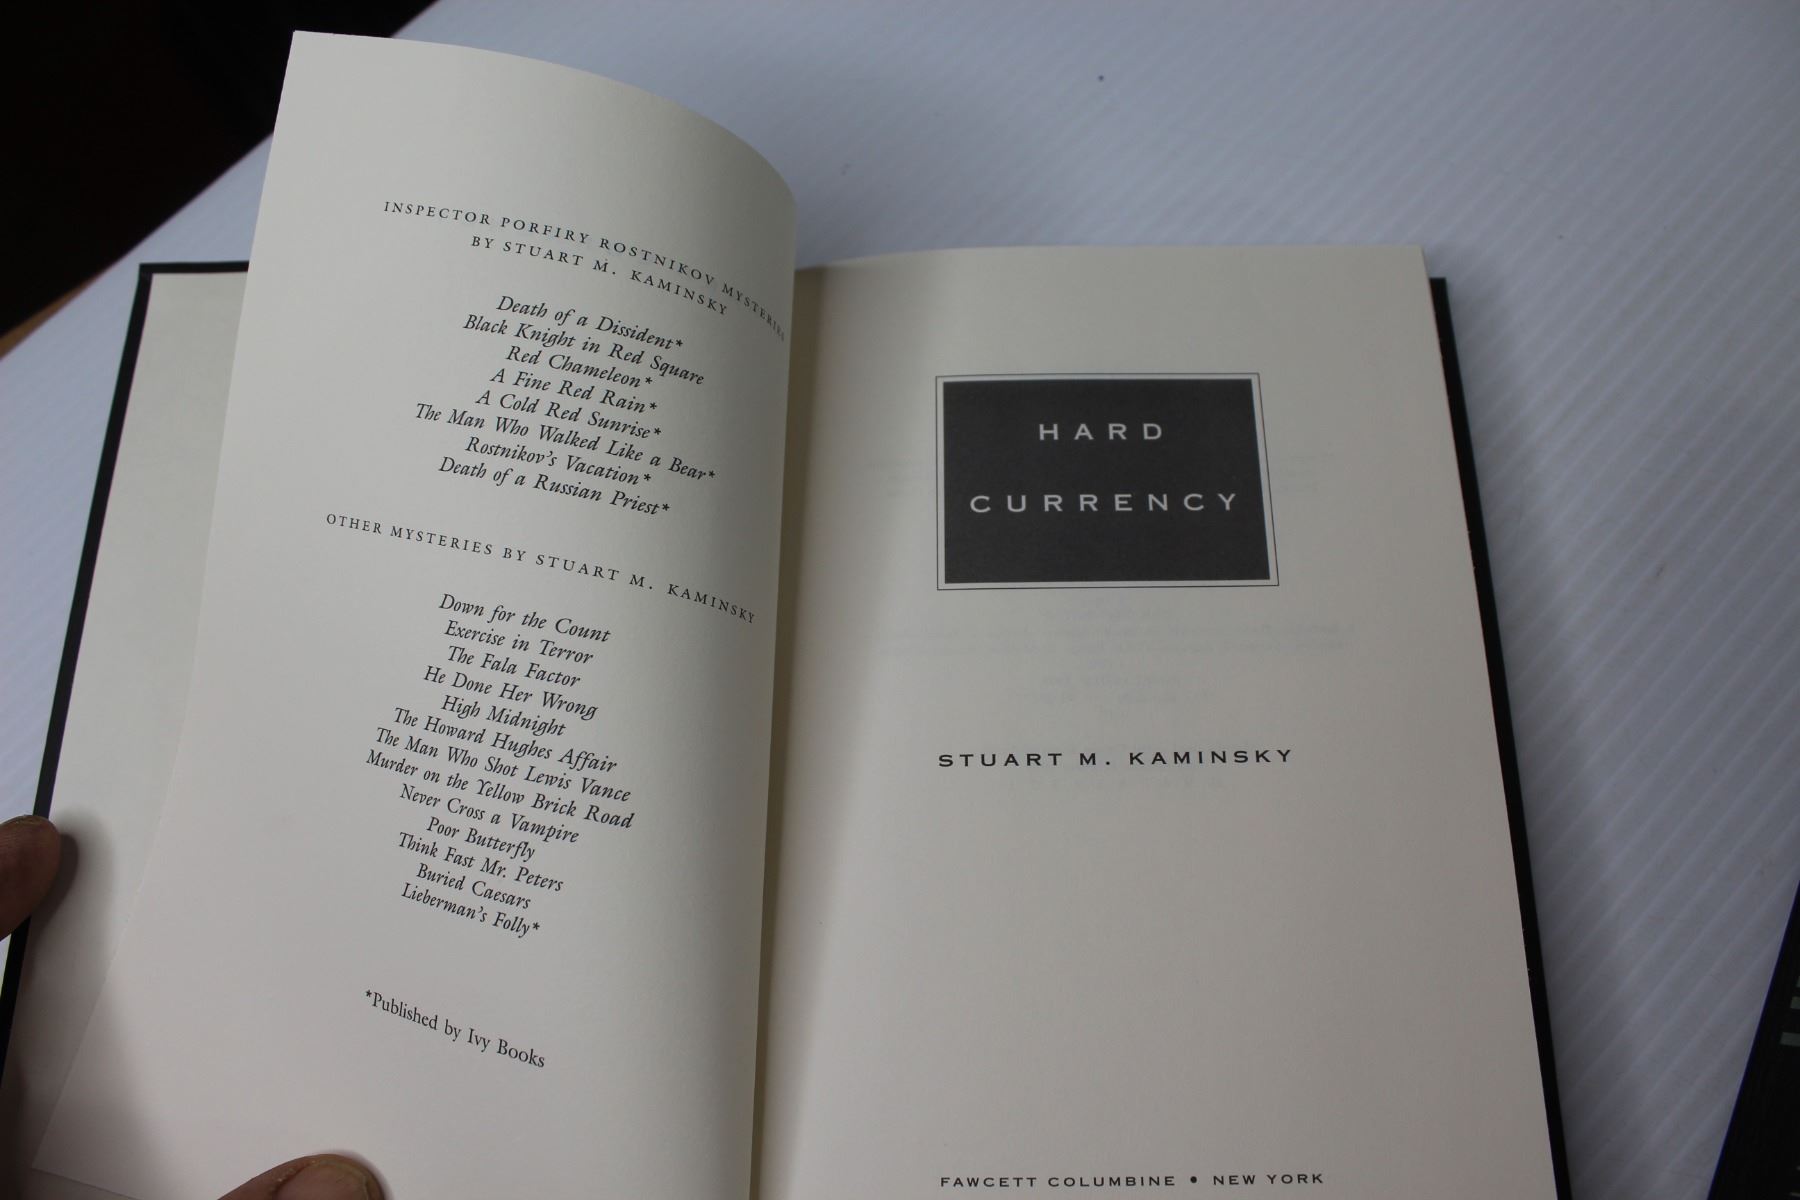 INSPECTOR PORFIRY ROSTNIKOV MYSTERIES
BY STUART M. KAMINSKY
Death of a Dissident*
Black Knight in Red Square
Red Chameleon*
A Fine Red Rain*
A Cold Red Sunrise*
The Man Who Walked Like a Bear*
Rostnikov's Vacation*
Death of a Russian Priest*
OTHER MYSTERIES BY STUART M. KAMINSKY
Down for the Count
Exercise in Terror
The Fala Factor
He Done Her Wrong
High Midnight
The Howard Hughes Affair
The Man Who Shot Lewis Vance
Murder on the Yellow Brick Road
Never Cross a Vampire
Poor Butterfly
Think Fast Mr. Peters
Buried Caesars
Lieberman's Folly*
*Published by Ivy Books
HARD
CURRENCY
STUART M. KAMINSKY
FAWCETT COLUMBINE • NEW YORK